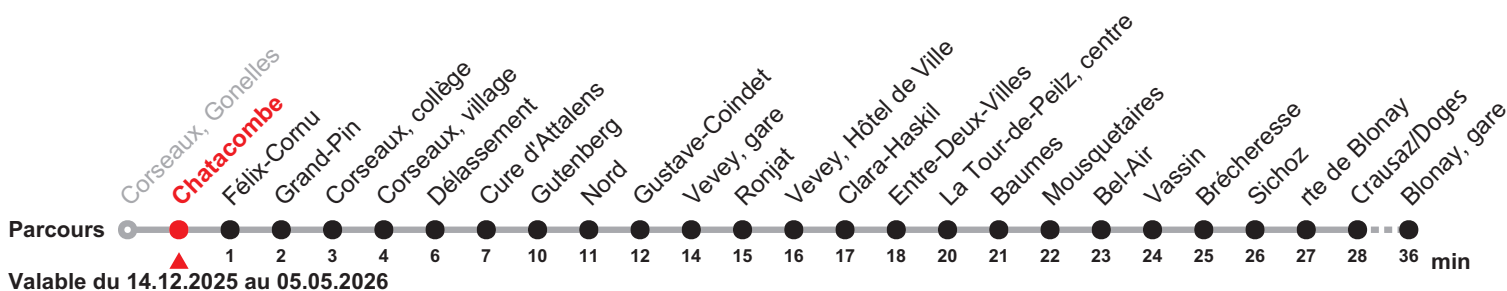 Corseaux, Gonelles
Chatacombe
Félix-Cornu
Grand-Pin
Corseaux, collège
Corseaux, village
Délassement
Cure d'Attalens
Gutenberg
Nord
Gustave-Coindet
Vevey, gare
Ronjat
Vevey, Hôtel de Ville
Clara-Haskil
Entre-Deux-Villes
La Tour-de-Peilz, centre
Baumes
Mousquetaires
Bel-Air
Vassin
Brécheresse
Sichoz
rte de Blonay
Crausaz/Doges
Blonay, gare
Parcours
1 2 3 4 6 7 10 11 12 14 15 16 17 18 20 21 22 23 24 25 26 27 28 36 min
Valable du 14.12.2025 au 05.05.2026